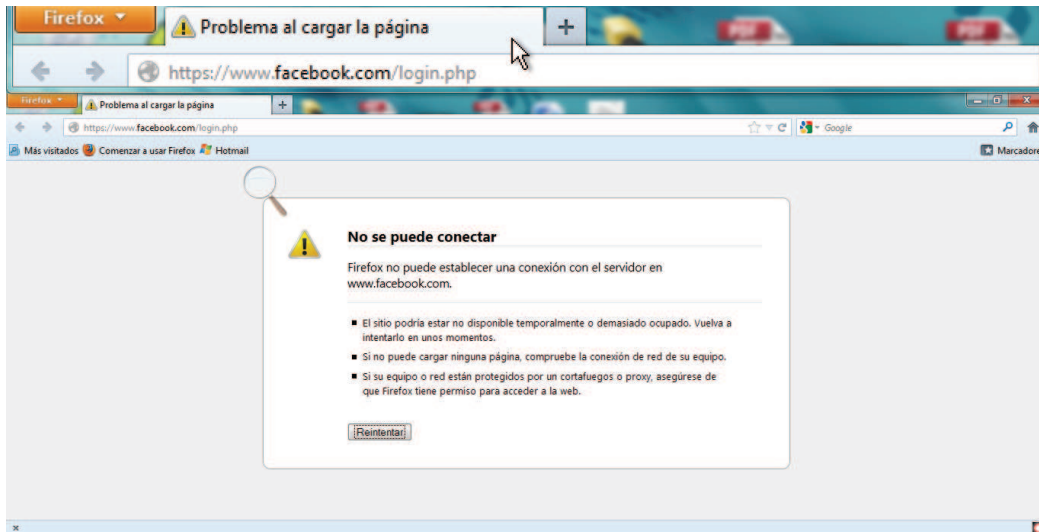 Firefox
Problema al cargar la página
+
https://www.facebook.com/login.php
Firefox
Problema al cargar la página
+
https://www.facebook.com/login.php
Google
Más visitados Comenzar a usar Firefox Hotmail
Marcadore
No se puede conectar
Firefox no puede establecer una conexión con el servidor en
www.facebook.com.
El sitio podría estar no disponible temporalmente o demasiado ocupado. Vuelva a
intentarlo en unos momentos.
Si no puede cargar ninguna página, compruebe la conexión de red de su equipo.
Si su equipo o red están protegidos por un cortafuegos o proxy, asegúrese de
que Firefox tiene permiso para acceder a la web.
Reintentar